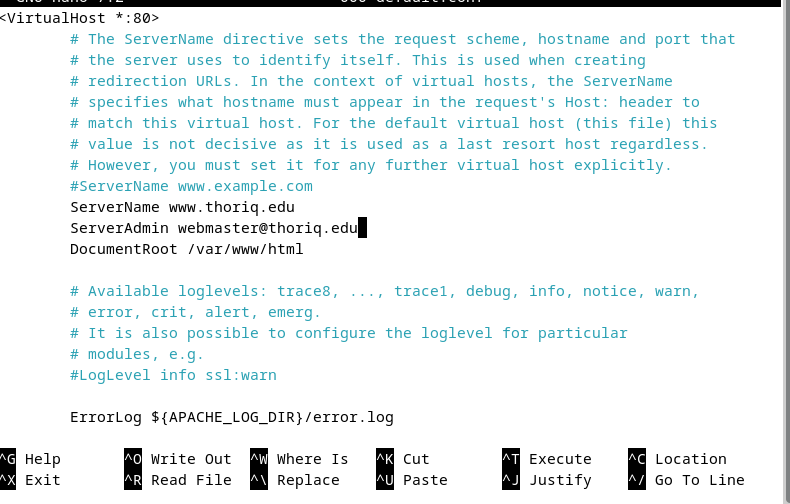 <VirtualHost *:80>
# The ServerName directive sets the request scheme, hostname and port that
# the server uses to identify itself. This is used when creating
# redirection URLs. In the context of virtual hosts, the ServerName
# specifies what hostname must appear in the request's Host: header to
# match this virtual host. For the default virtual host (this file) this
# value is not decisive as it is used as a last resort host regardless.
# However, you must set it for any further virtual host explicitly.
#ServerName www.example.com
ServerName www.thoriq.edu
ServerAdmin webmaster@thoriq.edu
DocumentRoot /var/www/html
# Available loglevels: trace8, ..., trace1, debug, info, notice, warn,
# error, crit, alert, emerg.
# It is also possible to configure the loglevel for particular
# modules, e.g.
#LogLevel info ssl:warn
ErrorLog ${APACHE_LOG_DIR}/error.log
^G Help ^O Write Out ^W Where Is ^K Cut ^T Execute ^C Location
^X Exit ^R Read File ^\ Replace ^U Paste ^J Justify ^/ Go To Line